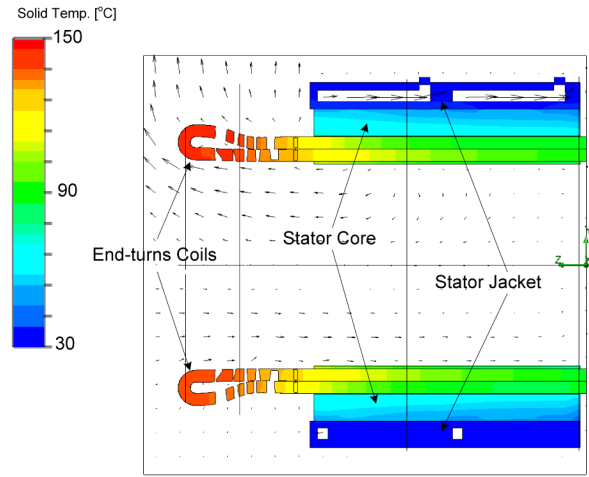 Solid Temp. [°C]
150
90
30
End-turns Coils
Stator Core
Stator Jacket
Y
Z